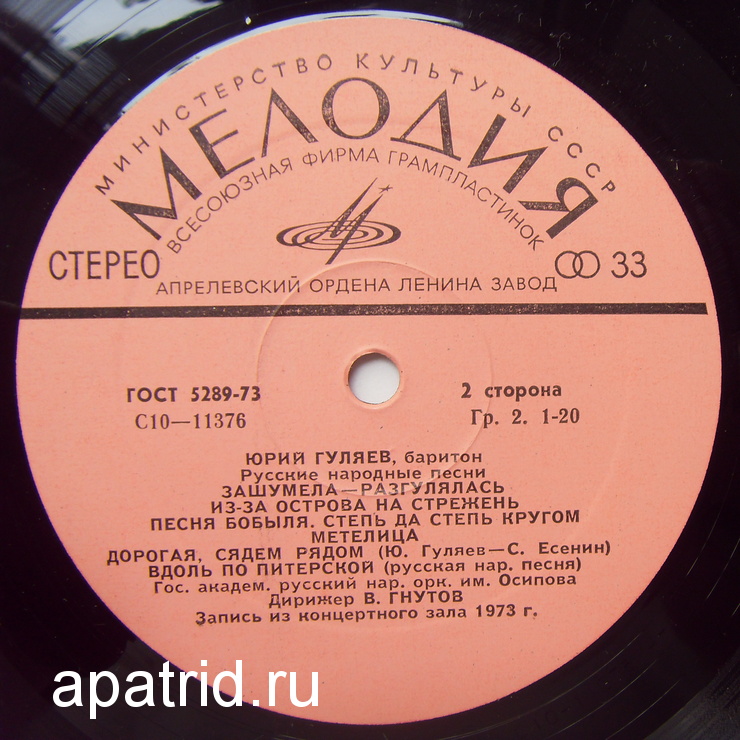 МИНИСТЕРСТВО КУЛЬТУРЫ СССР
МЕЛОДИЯ
ВСЕСОЮЗНАЯ ФИРМА ГРАМПЛАСТИНОК
СТЕРЕО
33
АПРЕЛЕВСКИЙ ОРДЕНА ЛЕНИНА ЗАВОД
ГОСТ 5289-73
2 сторона
С10—11376
Гр. 2. 1-20
ЮРИЙ ГУЛЯЕВ, баритон
Русские народные песни
ЗАШУМЕЛА—РАЗГУЛЯЛАСЬ
ИЗ-ЗА ОСТРОВА НА СТРЕЖЕНЬ
ПЕСНЯ БОБЫЛЯ. СТЕПЬ ДА СТЕПЬ КРУГОМ
МЕТЕЛИЦА
ДОРОГАЯ, СЯДЕМ РЯДОМ (Ю. Гуляев—С. Есенин)
ВДОЛЬ ПО ПИТЕРСКОЙ (русская нар. песня)
Гос. академ. русский нар. орк. им. Осипова
Дирижер В. ГНУТОВ
Запись из концертного зала 1973 г.
apatrid.ru